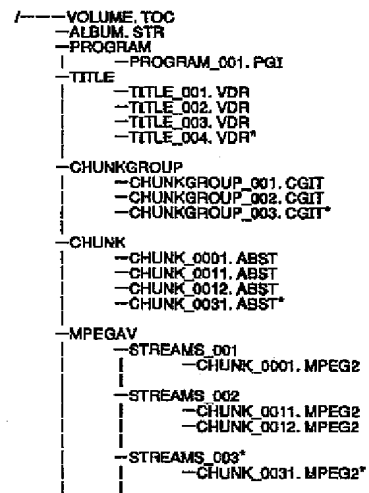 /----VOLUME.TOC
—ALBUM.STR
—PROGRAM
—PROGRAM_001.PGI
—TITLE
—TITLE_001.VDR
—TITLE_002.VDR
—TITLE_003.VDR
—TITLE_004.VDR*
—CHUNKGROUP
—CHUNKGROUP_001.CGIT
—CHUNKGROUP_002.CGIT
—CHUNKGROUP_003.CGIT*
—CHUNK
—CHUNK_0001.ABST
—CHUNK_0011.ABST
—CHUNK_0012.ABST
—CHUNK_0031.ABST*
—MPEGAV
—STREAMS_001
—CHUNK_0001.MPEG2
—STREAMS_002
—CHUNK_0011.MPEG2
—CHUNK_0012.MPEG2
—STREAMS_003*
—CHUNK_0031.MPEG2*